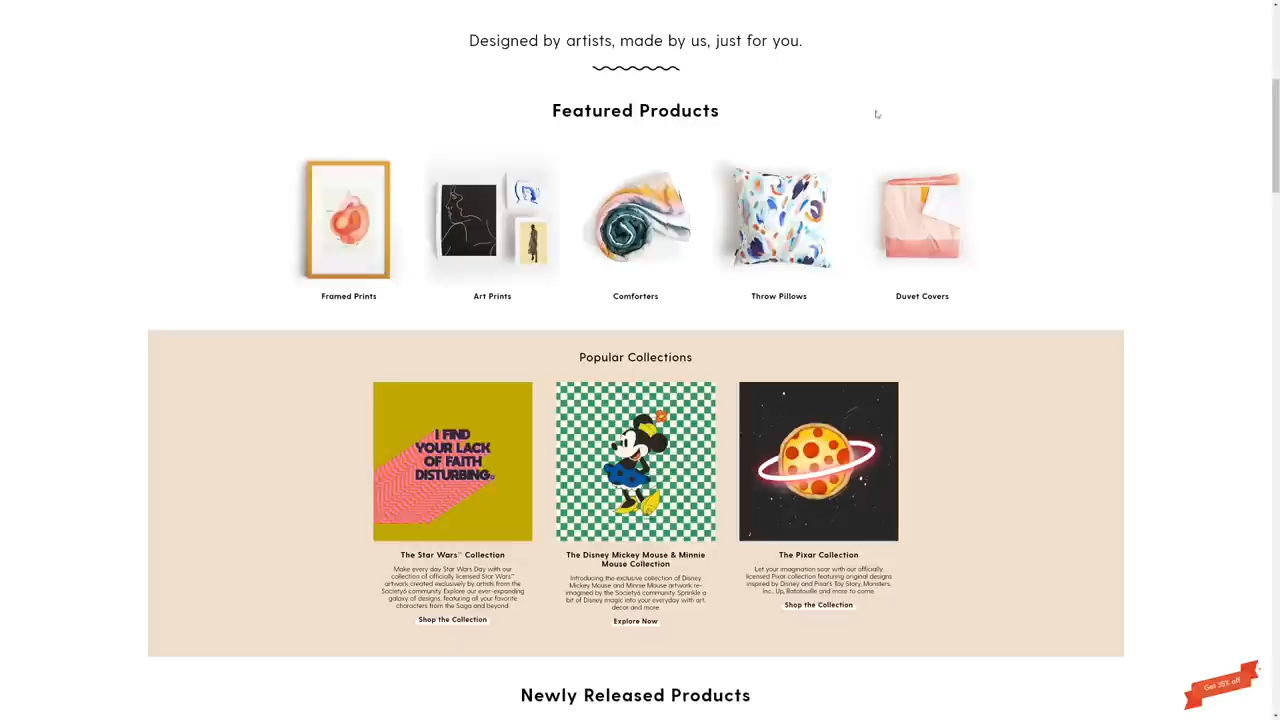 Designed by artists, made by us, just for you.
Featured Products
Framed Prints
Art Prints
Comforters
Throw Pillows
Duvet Covers
Popular Collections
I FIND
YOUR LACK
OF FAITH
DISTURBING.
The Star Wars™ Collection
Make every day Star Wars Day with our
collection of officially licensed Star Wars™
artwork created exclusively by artists from the
Society6 community. Explore our ever-expanding
galaxy of designs, featuring all your favorite
characters from the Saga and beyond.
Shop the Collection
The Disney Mickey Mouse & Minnie
Mouse Collection
Introducing the exclusive collection of Disney
Mickey Mouse and Minnie Mouse artwork re-
imagined by the Society6 community. Sprinkle a
bit of Disney magic into your everyday with art,
decor and more
Explore Now
The Pixar Collection
Let your imagination soar with our officially
licensed Pixar collection featuring original designs
inspired by Disney and Pixar's Toy Story, Monsters,
Inc., Up, Ratatouille and more to come.
Shop the Collection
Newly Released Products
Get 35% off